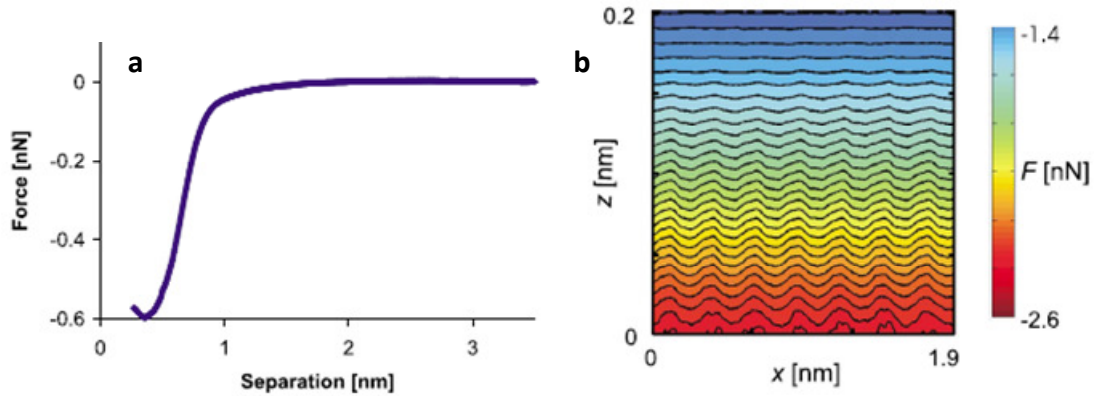 a
Force [nN]
0
-0.2
-0.4
-0.6
0 1 2 3
Separation [nm]
b
0.2
z [nm]
0
0 1.9
x [nm]
-1.4
F [nN]
-2.6